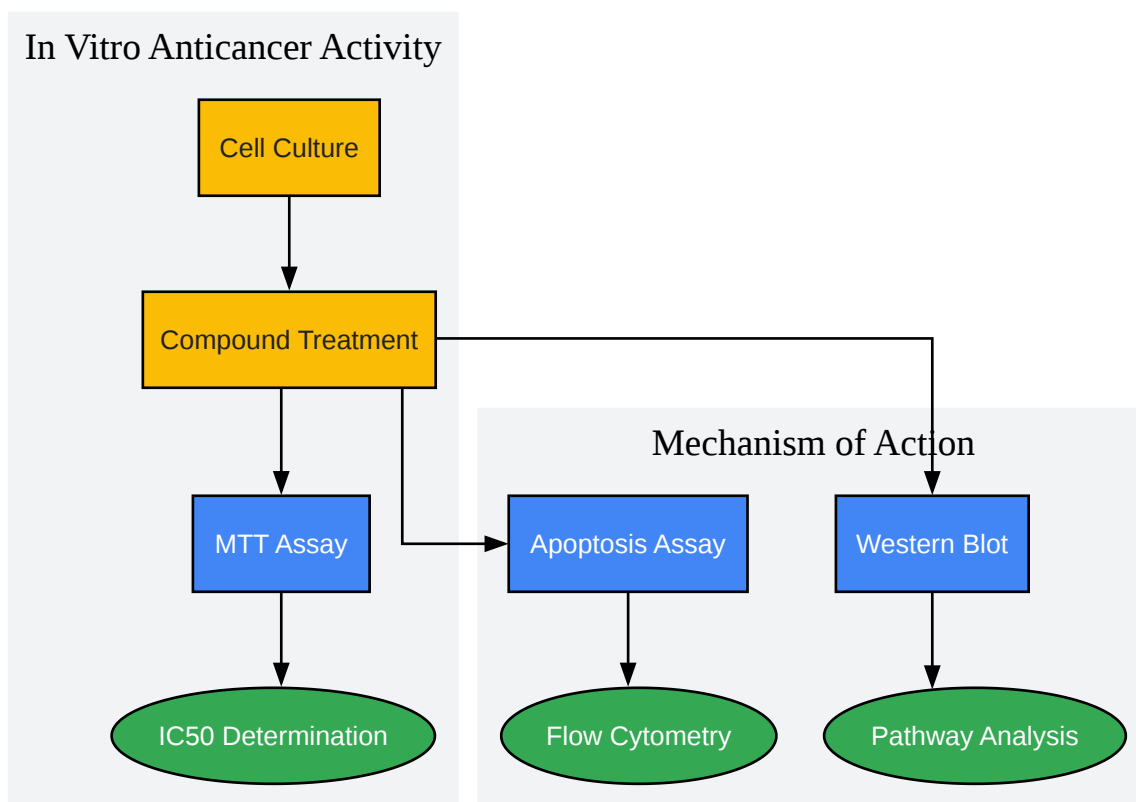 In Vitro Anticancer Activity
Cell Culture
Compound Treatment
Mechanism of Action
MTT Assay
Apoptosis Assay
Western Blot
IC50 Determination
Flow Cytometry
Pathway Analysis